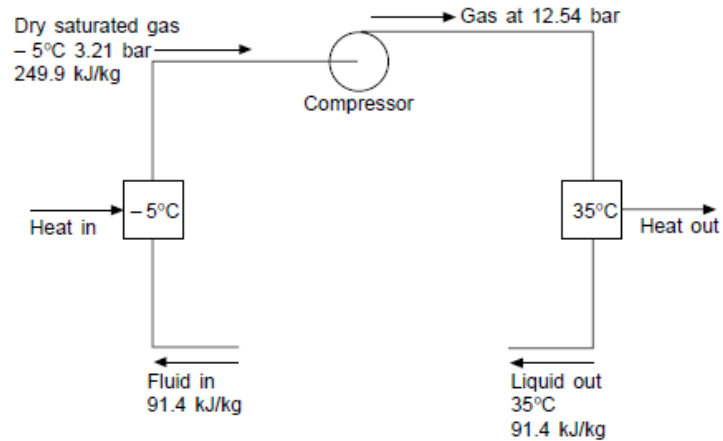 Dry saturated gas
– 5°C 3.21 bar
249.9 kJ/kg
Gas at 12.54 bar
Compressor
– 5°C
Heat in
35°C
Heat out
Fluid in
91.4 kJ/kg
Liquid out
35°C
91.4 kJ/kg